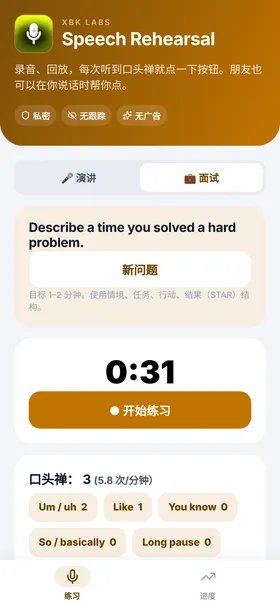 XBK LABS
Speech Rehearsal
录音、回放，每次听到口头禅就点一下按钮。朋友也
可以在你说话时帮你点。
私密
无跟踪
无广告
🎤 演讲
💼 面试
Describe a time you solved a hard
problem.
新问题
目标 1–2 分钟。使用情境、任务、行动、结果（STAR）结
构。
0:31
● 开始练习
口头禅： 3 (5.8 次/分钟)
Um / uh 2
Like 1
You know 0
So / basically 0
Long pause 0
练习
进度